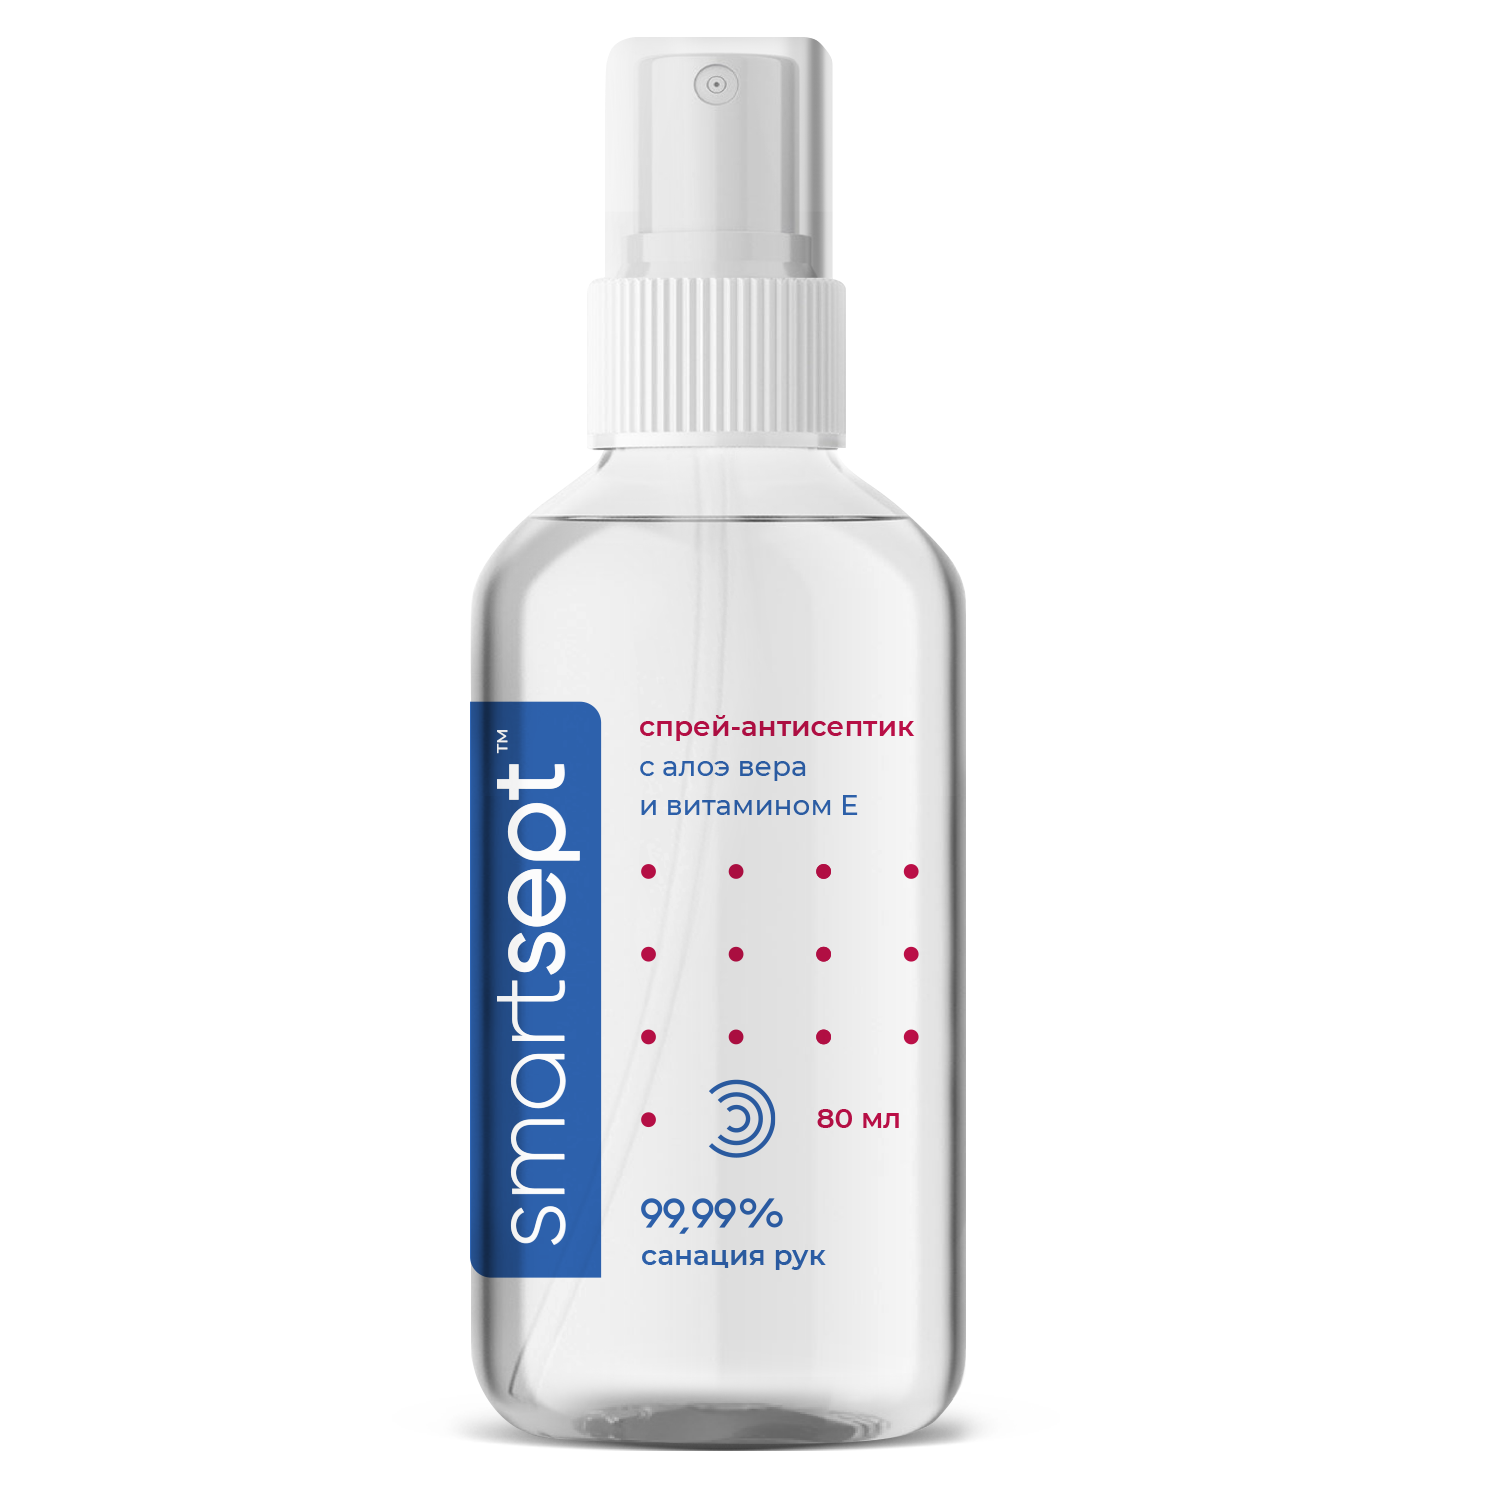 smartsept™
спрей-антисептик
с алоэ вера
и витамином Е
80 мл
99,99%
санация рук